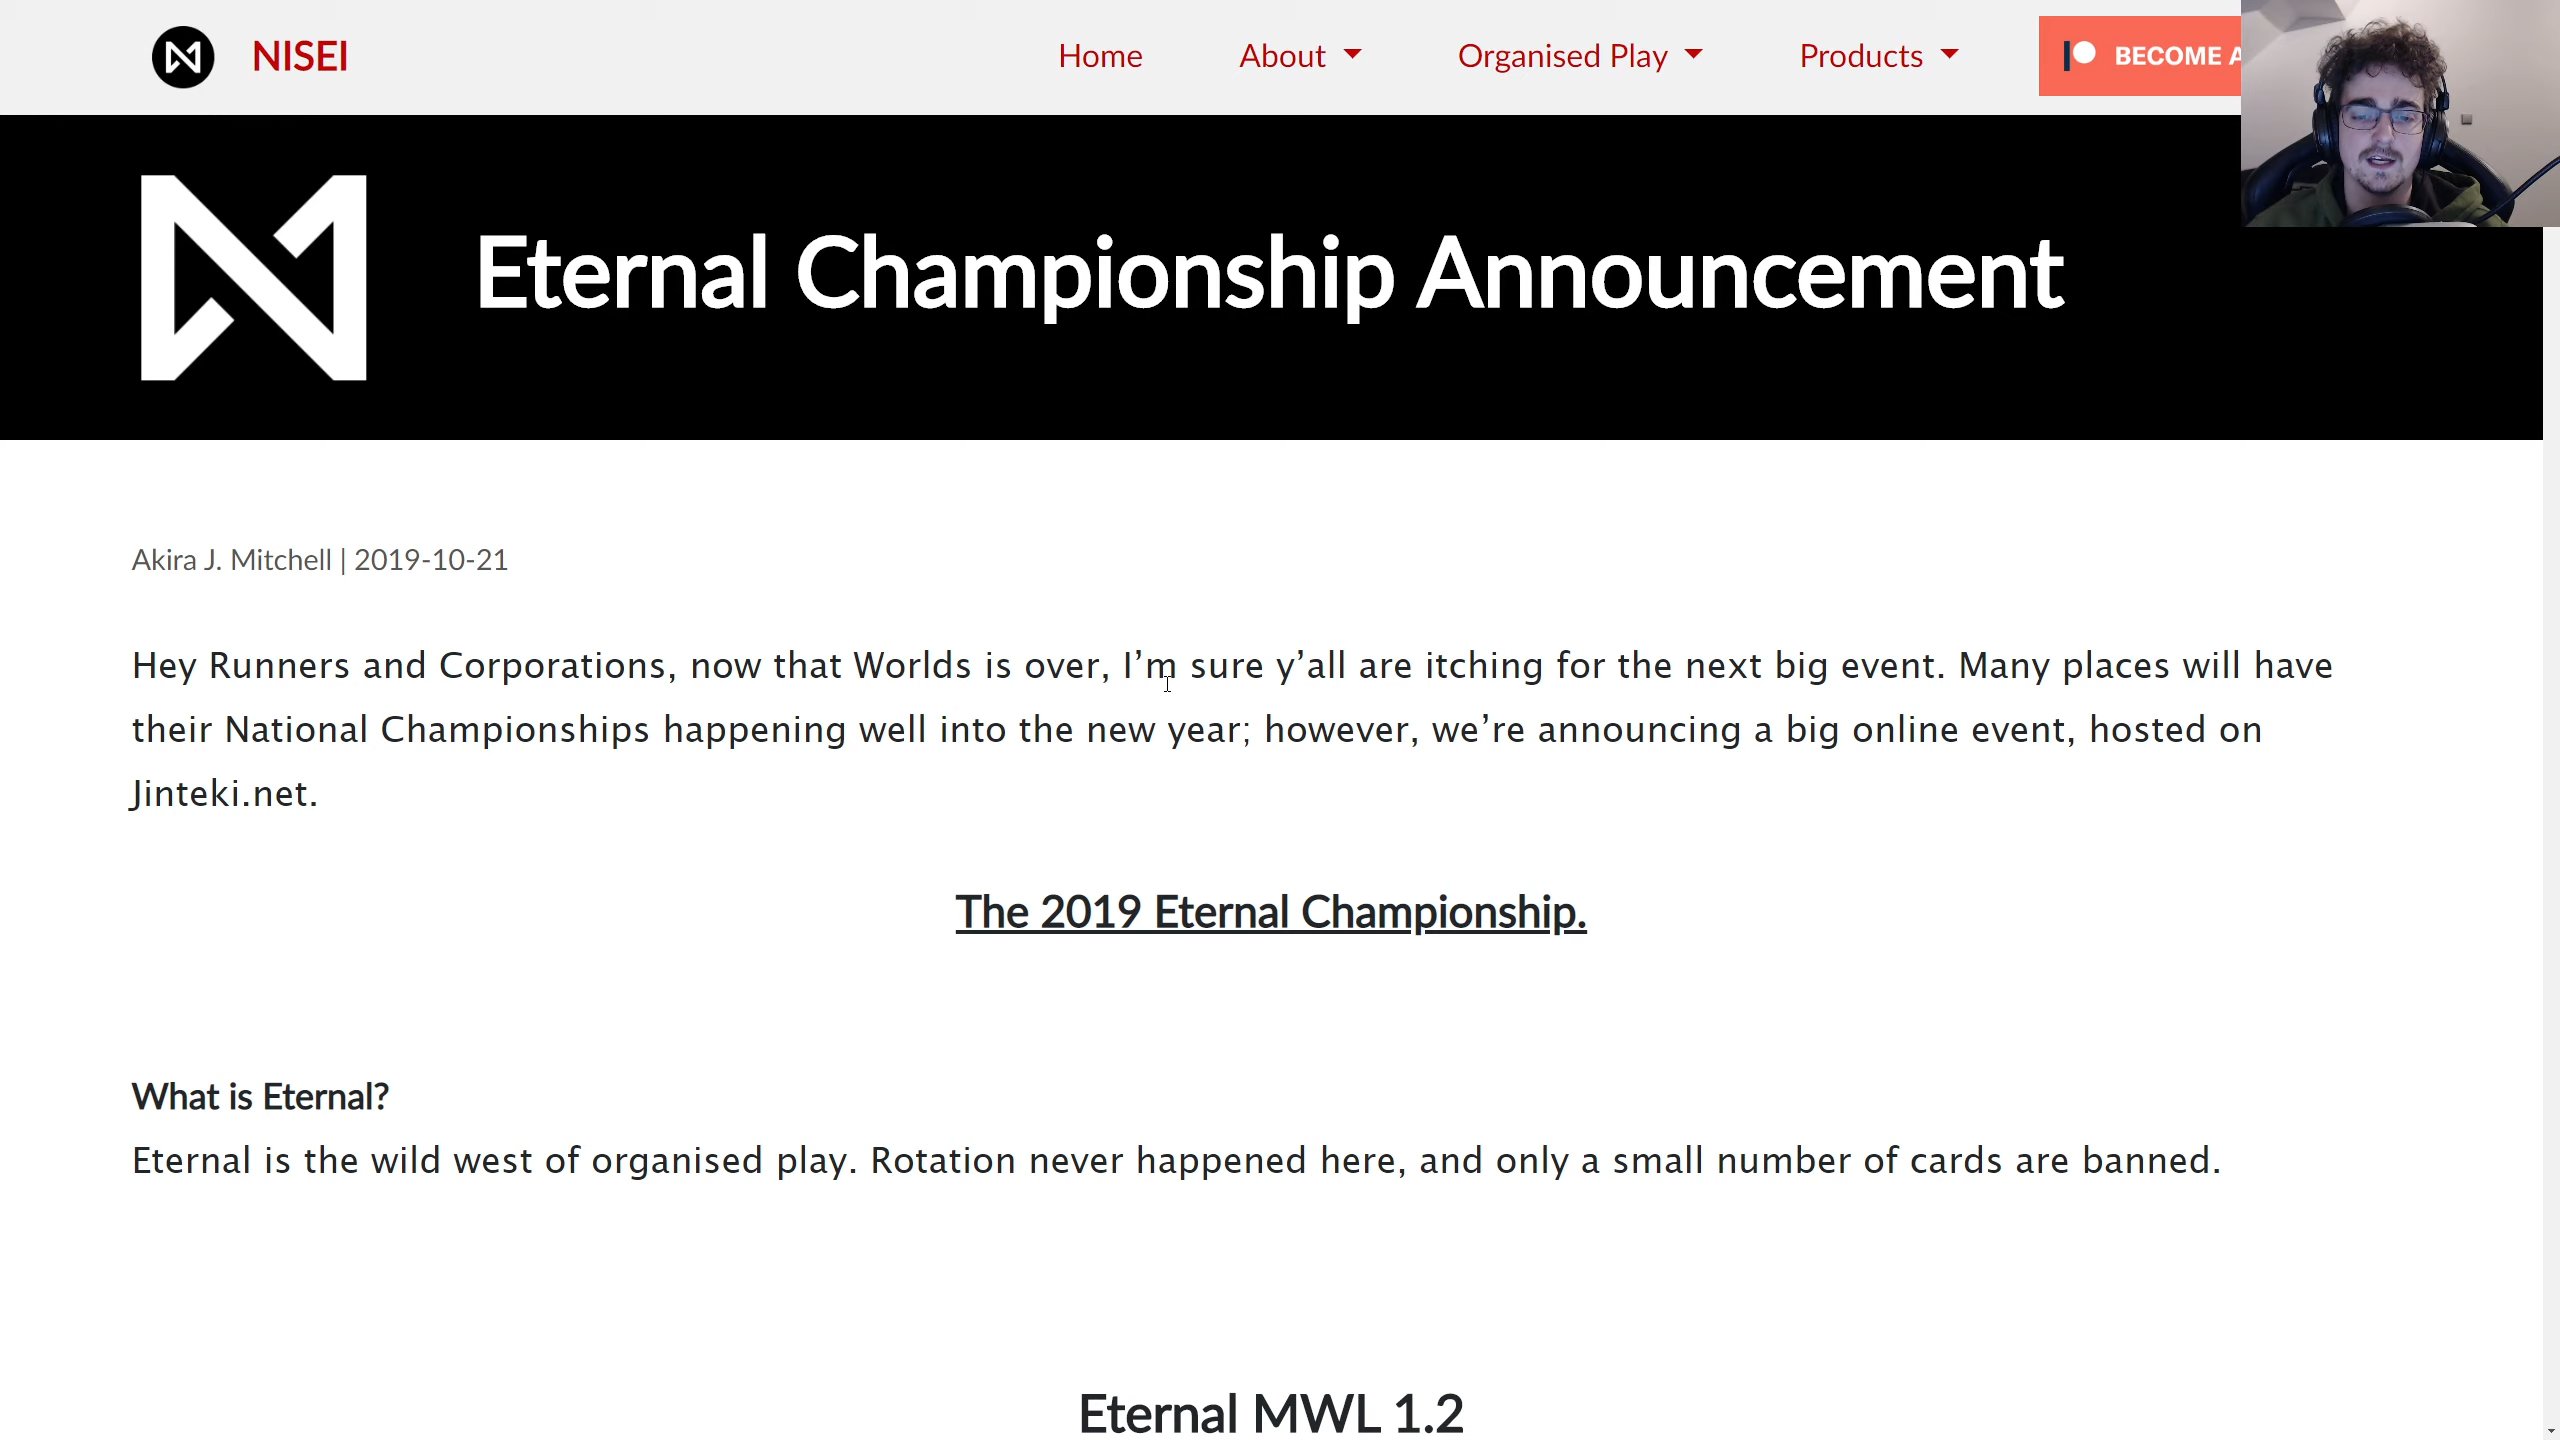 NISEI
Home
About
Organised Play
Products
BECOME A
Eternal Championship Announcement
Akira J. Mitchell | 2019-10-21
Hey Runners and Corporations, now that Worlds is over, I’m sure y’all are itching for the next big event. Many places will have
their National Championships happening well into the new year; however, we’re announcing a big online event, hosted on
Jinteki.net.
The 2019 Eternal Championship.
What is Eternal?
Eternal is the wild west of organised play. Rotation never happened here, and only a small number of cards are banned.
Eternal MWL 1.2